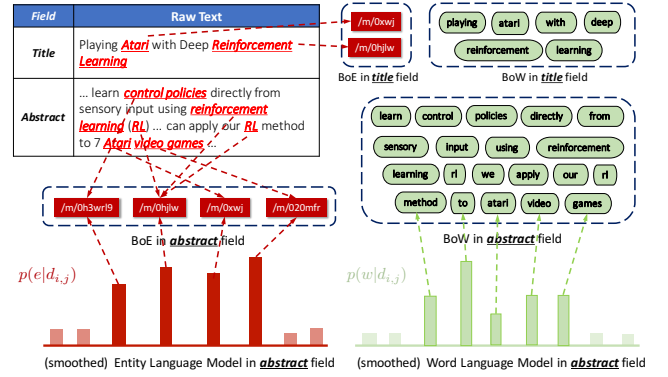 Field Raw Text
Title Playing Atari with Deep Reinforcement
Learning
Abstract … learn control policies directly from
sensory input using reinforcement
learning (RL) … can apply our RL method
to 7 Atari video games …
/m/0xwj
/m/0hjlw
BoE in title field
playing atari with deep
reinforcement learning
BoW in title field
learn control policies directly from
sensory input using reinforcement
learning rl we apply our rl
method to atari video games
BoW in abstract field
/m/0h3wrl9 /m/0hjlw /m/0xwj /m/020mfr
BoE in abstract field
p(e|d_{i,j})
p(w|d_{i,j})
(smoothed) Entity Language Model in abstract field
(smoothed) Word Language Model in abstract field